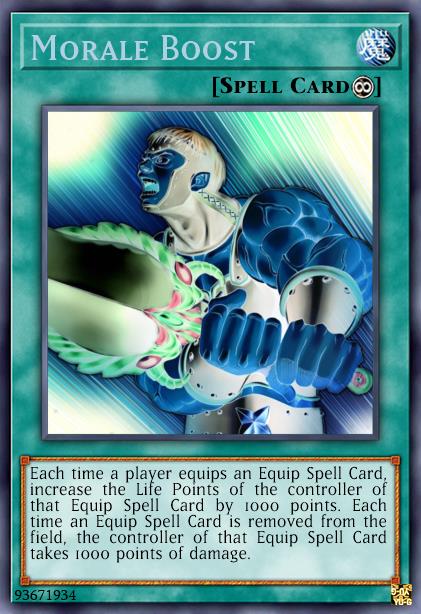 Morale Boost
魔
[Spell Card]
Each time a player equips an Equip Spell Card,
increase the Life Points of the controller of
that Equip Spell Card by 1000 points. Each
time an Equip Spell Card is removed from the
field, the controller of that Equip Spell Card
takes 1000 points of damage.
93671934